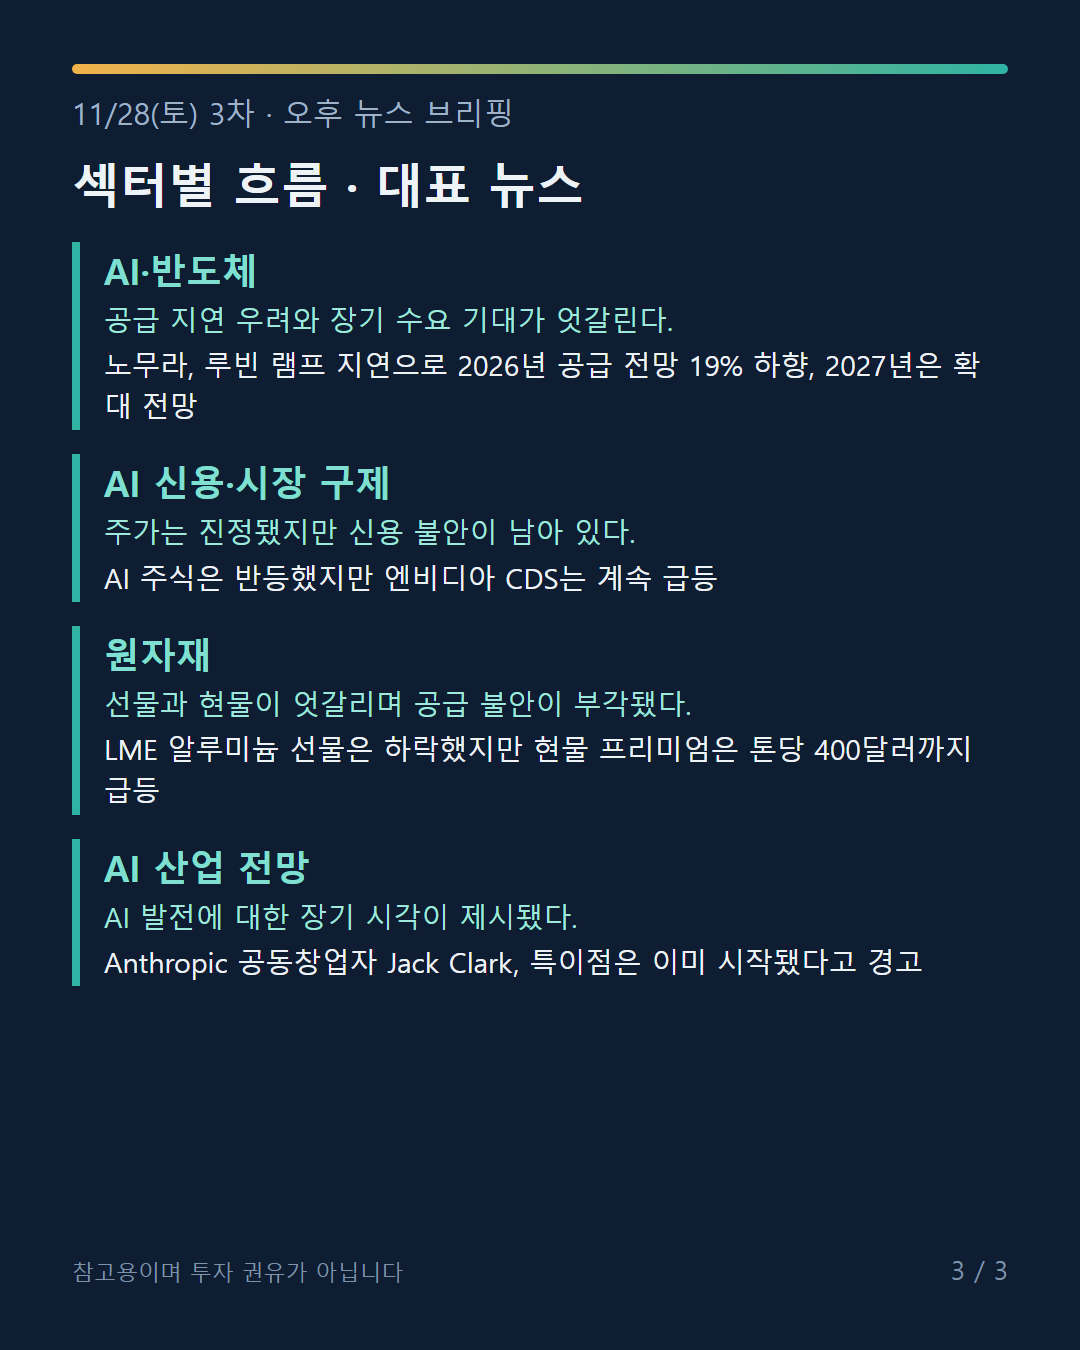 11/28(토) 3차 · 오후 뉴스 브리핑
섹터별 흐름 · 대표 뉴스
AI·반도체
공급 지연 우려와 장기 수요 기대가 엇갈린다.
노무라, 루빈 램프 지연으로 2026년 공급 전망 19% 하향, 2027년은 확
대 전망
AI 신용·시장 구제
주가는 진정됐지만 신용 불안이 남아 있다.
AI 주식은 반등했지만 엔비디아 CDS는 계속 급등
원자재
선물과 현물이 엇갈리며 공급 불안이 부각됐다.
LME 알루미늄 선물은 하락했지만 현물 프리미엄은 톤당 400달러까지
급등
AI 산업 전망
AI 발전에 대한 장기 시각이 제시됐다.
Anthropic 공동창업자 Jack Clark, 특이점은 이미 시작됐다고 경고
참고용이며 투자 권유가 아닙니다
3 / 3